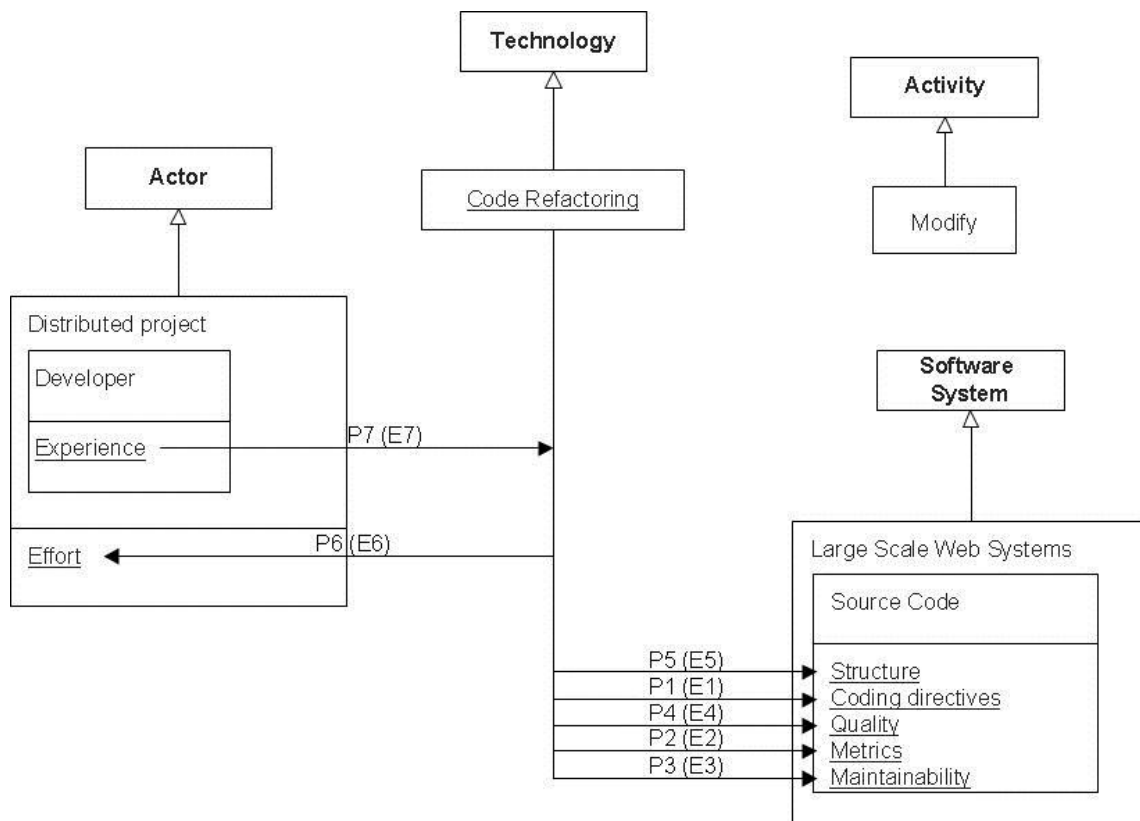 Technology
Activity
Actor
Code Refactoring
Modify
Distributed project
Developer
Experience
P7 (E7)
Software
System
Effort
P6 (E6)
Large Scale Web Systems
Source Code
P5 (E5)
Structure
P1 (E1)
Coding directives
P4 (E4)
Quality
P2 (E2)
Metrics
P3 (E3)
Maintainability